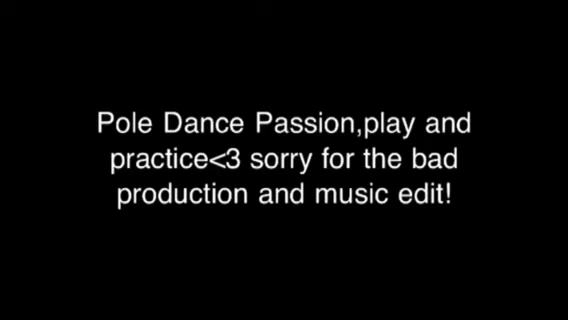 Pole Dance Passion,play and
practice<3 sorry for the bad
production and music edit!